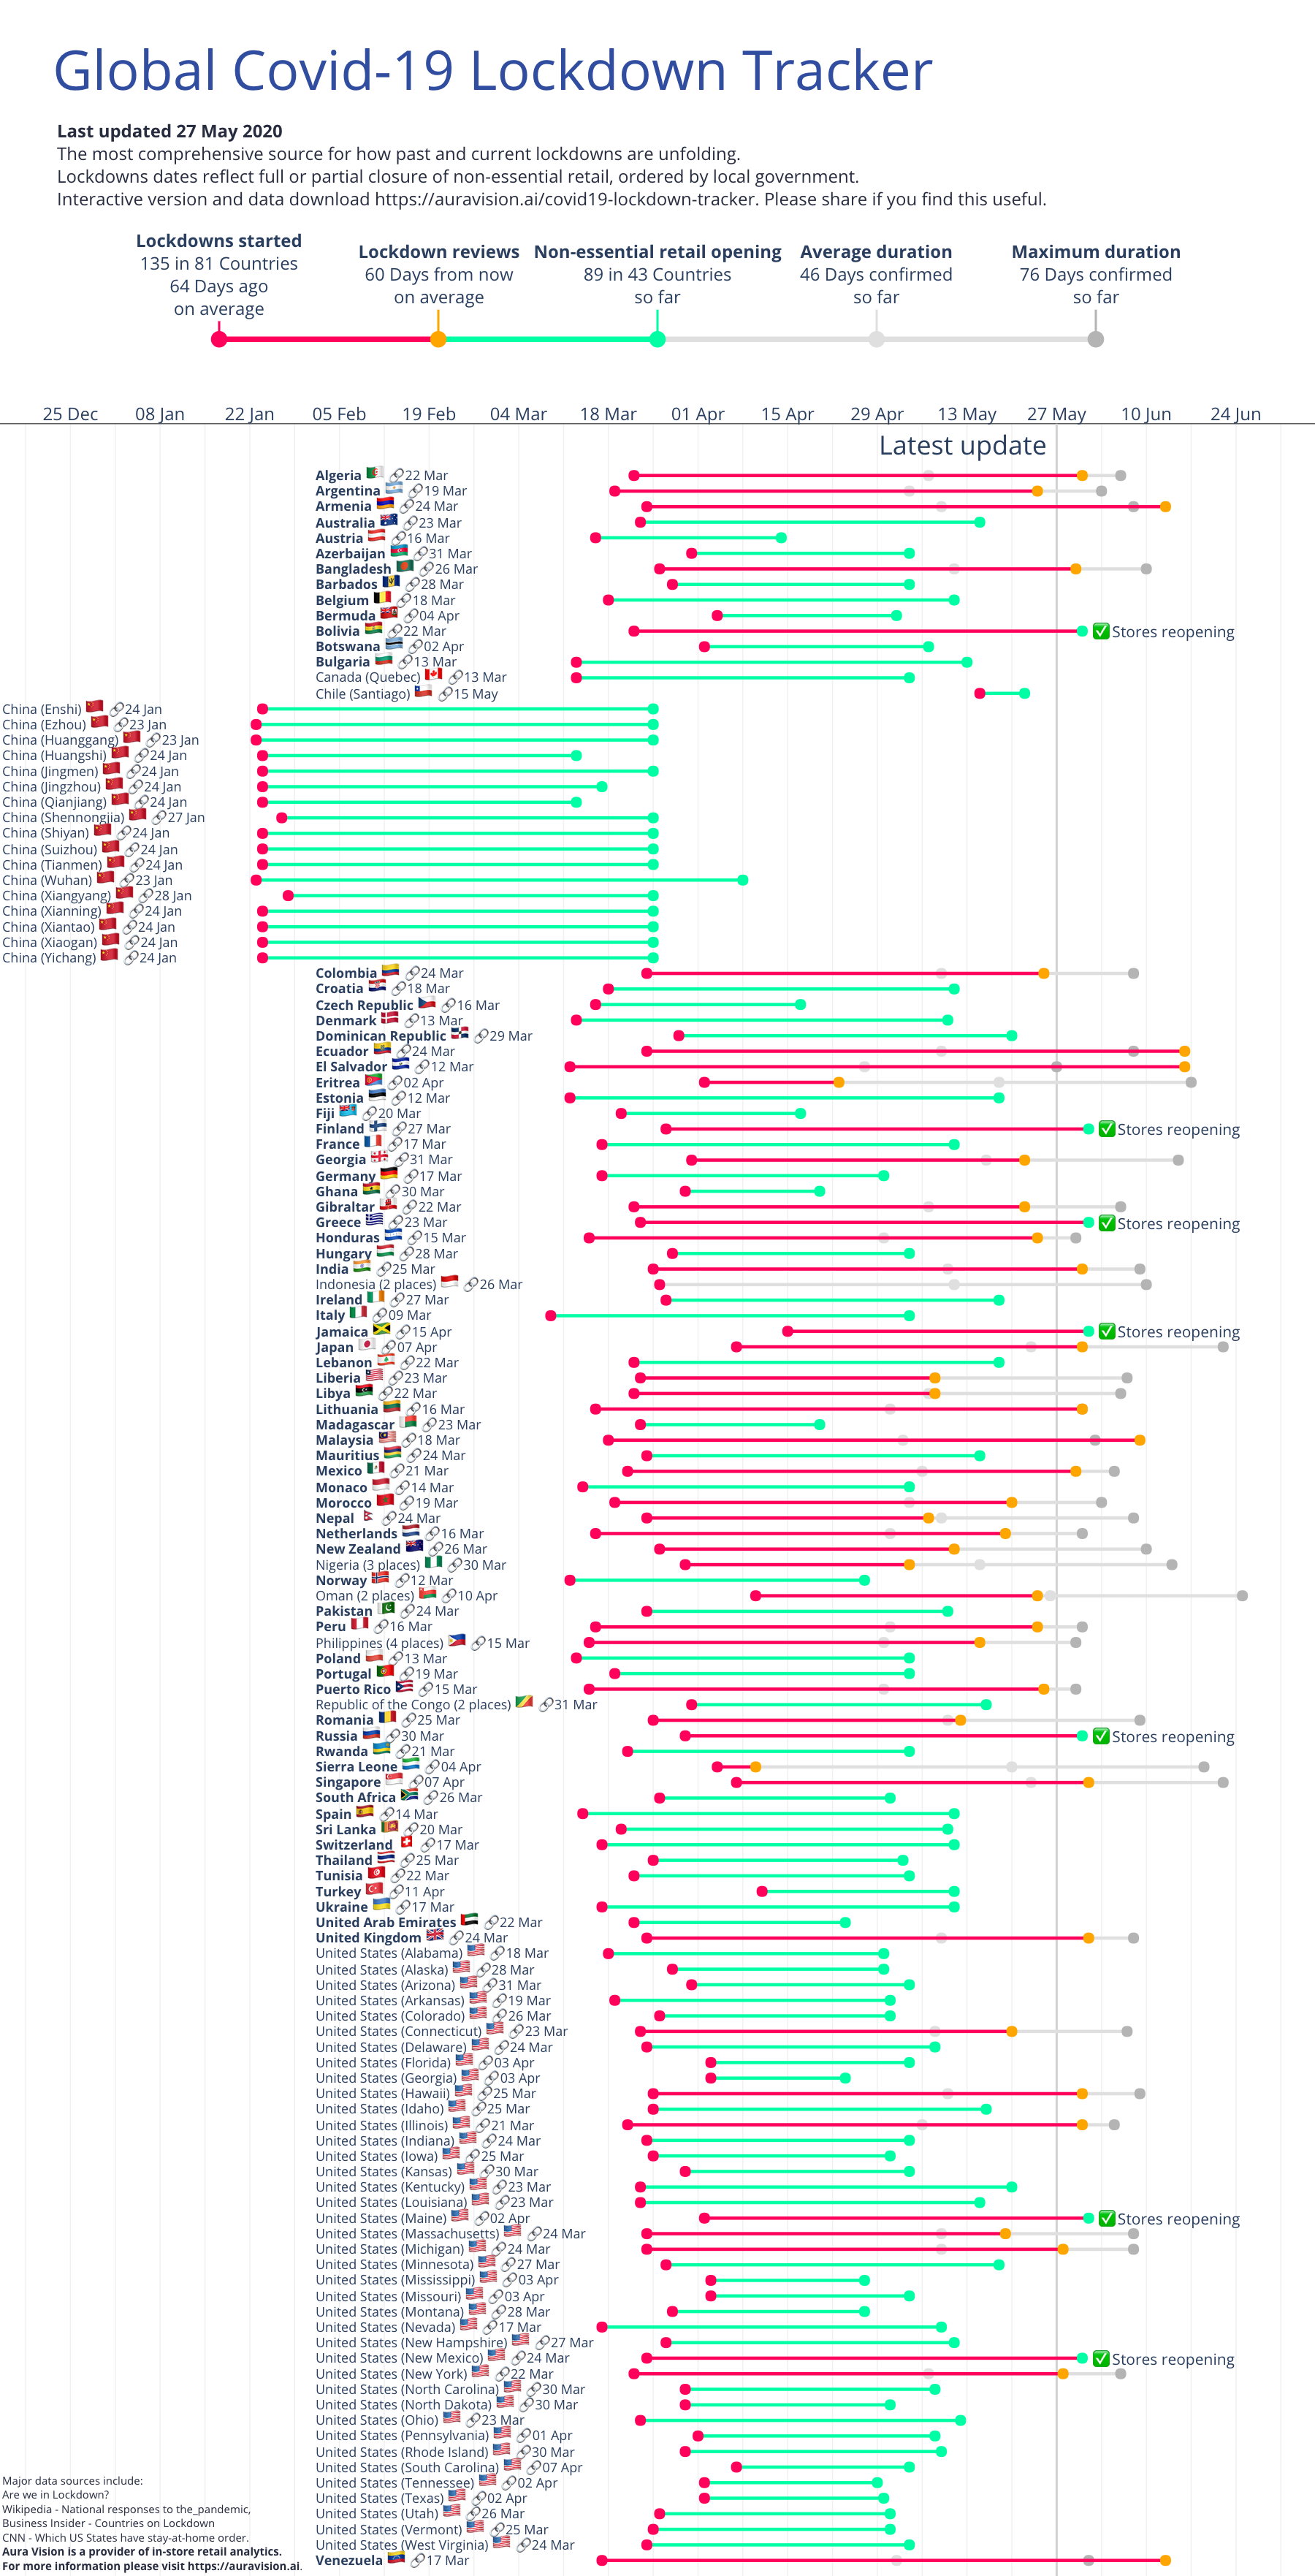 Global Covid-19 Lockdown Tracker
Last updated 27 May 2020
The most comprehensive source for how past and current lockdowns are unfolding.
Lockdowns dates reflect full or partial closure of non-essential retail, ordered by local government.
Interactive version and data download https://auravision.ai/covid19-lockdown-tracker. Please share if you find this useful.
Lockdowns started
135 in 81 Countries
64 Days ago
on average
Lockdown reviews
60 Days from now
on average
Non-essential retail opening
89 in 43 Countries
so far
Average duration
46 Days confirmed
so far
Maximum duration
76 Days confirmed
so far
25 Dec 08 Jan 22 Jan 05 Feb 19 Feb 04 Mar 18 Mar 01 Apr 15 Apr 29 Apr 13 May 27 May 10 Jun 24 Jun
Latest update
Algeria 22 Mar
Argentina 19 Mar
Armenia 24 Mar
Australia 23 Mar
Austria 16 Mar
Azerbaijan 31 Mar
Bangladesh 26 Mar
Barbados 28 Mar
Belgium 18 Mar
Bermuda 04 Apr
Bolivia 22 Mar Stores reopening
Botswana 02 Apr
Bulgaria 13 Mar
Canada (Quebec) 13 Mar
Chile (Santiago) 15 May
China (Enshi) 24 Jan
China (Ezhou) 23 Jan
China (Huanggang) 23 Jan
China (Huangshi) 24 Jan
China (Jingmen) 24 Jan
China (Jingzhou) 24 Jan
China (Qianjiang) 24 Jan
China (Shennongjia) 27 Jan
China (Shiyan) 24 Jan
China (Suizhou) 24 Jan
China (Tianmen) 24 Jan
China (Wuhan) 23 Jan
China (Xiangyang) 28 Jan
China (Xianning) 24 Jan
China (Xiantao) 24 Jan
China (Xiaogan) 24 Jan
China (Yichang) 24 Jan
Colombia 24 Mar
Croatia 18 Mar
Czech Republic 16 Mar
Denmark 13 Mar
Dominican Republic 29 Mar
Ecuador 24 Mar
El Salvador 12 Mar
Eritrea 02 Apr
Estonia 12 Mar
Fiji 20 Mar
Finland 27 Mar Stores reopening
France 17 Mar
Georgia 31 Mar
Germany 17 Mar
Ghana 30 Mar
Gibraltar 22 Mar
Greece 23 Mar Stores reopening
Honduras 15 Mar
Hungary 28 Mar
India 25 Mar
Indonesia (2 places) 26 Mar
Ireland 27 Mar
Italy 09 Mar
Jamaica 15 Apr Stores reopening
Japan 07 Apr
Lebanon 22 Mar
Liberia 23 Mar
Libya 22 Mar
Lithuania 16 Mar
Madagascar 23 Mar
Malaysia 18 Mar
Mauritius 24 Mar
Mexico 21 Mar
Monaco 14 Mar
Morocco 19 Mar
Nepal 24 Mar
Netherlands 16 Mar
New Zealand 26 Mar
Nigeria (3 places) 30 Mar
Norway 12 Mar
Oman (2 places) 10 Apr
Pakistan 24 Mar
Peru 16 Mar
Philippines (4 places) 15 Mar
Poland 13 Mar
Portugal 19 Mar
Puerto Rico 15 Mar
Republic of the Congo (2 places) 31 Mar
Romania 25 Mar
Russia 30 Mar Stores reopening
Rwanda 21 Mar
Sierra Leone 04 Apr
Singapore 07 Apr
South Africa 26 Mar
Spain 14 Mar
Sri Lanka 20 Mar
Switzerland 17 Mar
Thailand 25 Mar
Tunisia 22 Mar
Turkey 11 Apr
Ukraine 17 Mar
United Arab Emirates 22 Mar
United Kingdom 24 Mar
United States (Alabama) 18 Mar
United States (Alaska) 28 Mar
United States (Arizona) 31 Mar
United States (Arkansas) 19 Mar
United States (Colorado) 26 Mar
United States (Connecticut) 23 Mar
United States (Delaware) 24 Mar
United States (Florida) 03 Apr
United States (Georgia) 03 Apr
United States (Hawaii) 25 Mar
United States (Idaho) 25 Mar
United States (Illinois) 21 Mar
United States (Indiana) 24 Mar
United States (Iowa) 25 Mar
United States (Kansas) 30 Mar
United States (Kentucky) 23 Mar
United States (Louisiana) 23 Mar
United States (Maine) 02 Apr Stores reopening
United States (Massachusetts) 24 Mar
United States (Michigan) 24 Mar
United States (Minnesota) 27 Mar
United States (Mississippi) 03 Apr
United States (Missouri) 03 Apr
United States (Montana) 28 Mar
United States (Nevada) 17 Mar
United States (New Hampshire) 27 Mar
United States (New Mexico) 24 Mar Stores reopening
United States (New York) 22 Mar
United States (North Carolina) 30 Mar
United States (North Dakota) 30 Mar
United States (Ohio) 23 Mar
United States (Pennsylvania) 01 Apr
United States (Rhode Island) 30 Mar
United States (South Carolina) 07 Apr
United States (Tennessee) 02 Apr
United States (Texas) 02 Apr
United States (Utah) 26 Mar
United States (Vermont) 25 Mar
United States (West Virginia) 24 Mar
Venezuela 17 Mar
Major data sources include:
Are we in Lockdown?
Wikipedia - National responses to the_pandemic,
Business Insider - Countries on Lockdown
CNN - Which US States have stay-at-home order.
Aura Vision is a provider of in-store retail analytics.
For more information please visit https://auravision.ai.